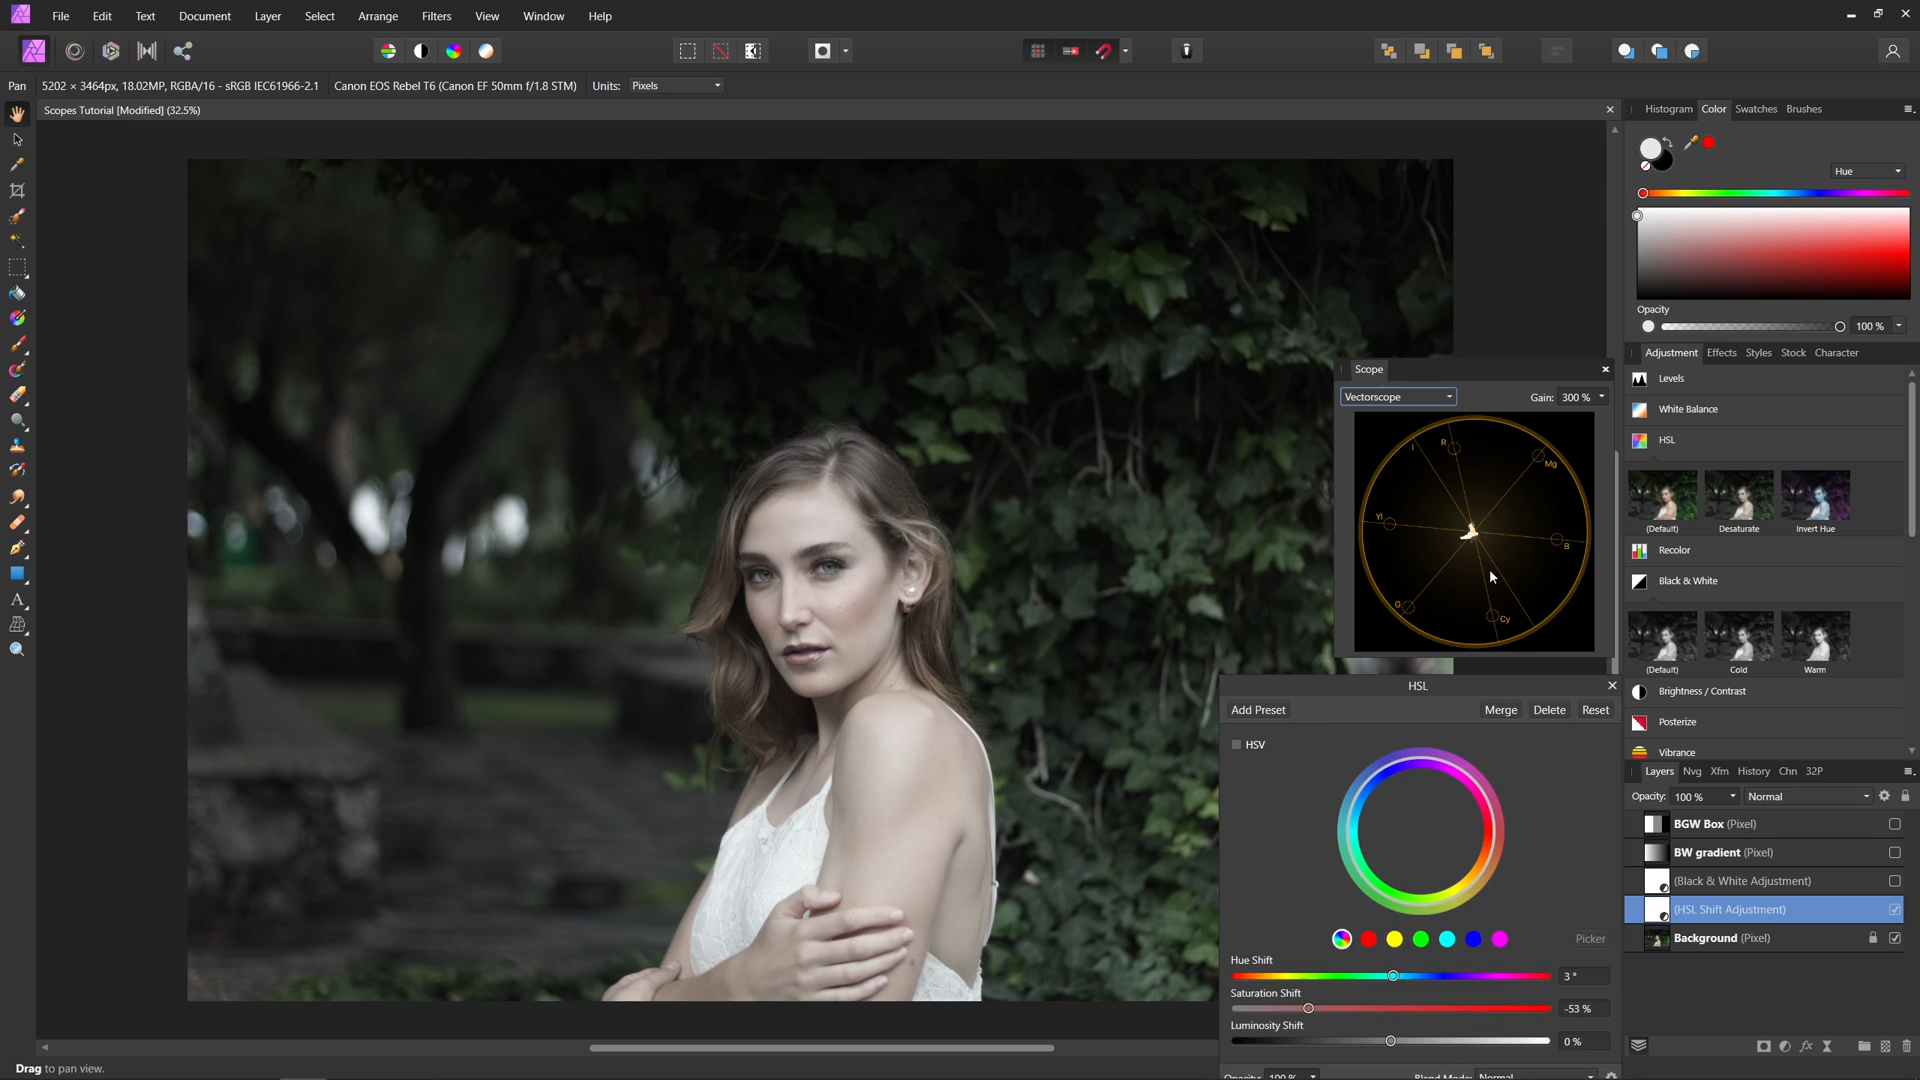 File Edit Text Document Layer Select Arrange Filters View Window Help
Pan 5202 × 3464px, 18.02MP, RGBA/16 - sRGB IEC61966-2.1 Canon EOS Rebel T6 (Canon EF 50mm f/1.8 STM) Units: Pixels
Scopes Tutorial [Modified] (32.5%)
Histogram Color Swatches Brushes
Hue
Opacity
100 %
Adjustment Effects Styles Stock Character
Levels
White Balance
HSL
(Default) Desaturate Invert Hue
Recolor
Black & White
(Default) Cold Warm
Brightness / Contrast
Posterize
Vibrance
Scope
Vectorscope Gain: 300 %
R
I
Mg
Yl
B
G
Cy
HSL
Add Preset Merge Delete Reset
HSV
Picker
Hue Shift
3 °
Saturation Shift
-53 %
Luminosity Shift
0 %
Opacity: 100 % Blend Mode: Normal
Layers Nvg Xfm History Chn 32P
Opacity: 100 % Normal
BGW Box (Pixel)
BW gradient (Pixel)
(Black & White Adjustment)
(HSL Shift Adjustment)
Background (Pixel)
Drag to pan view.